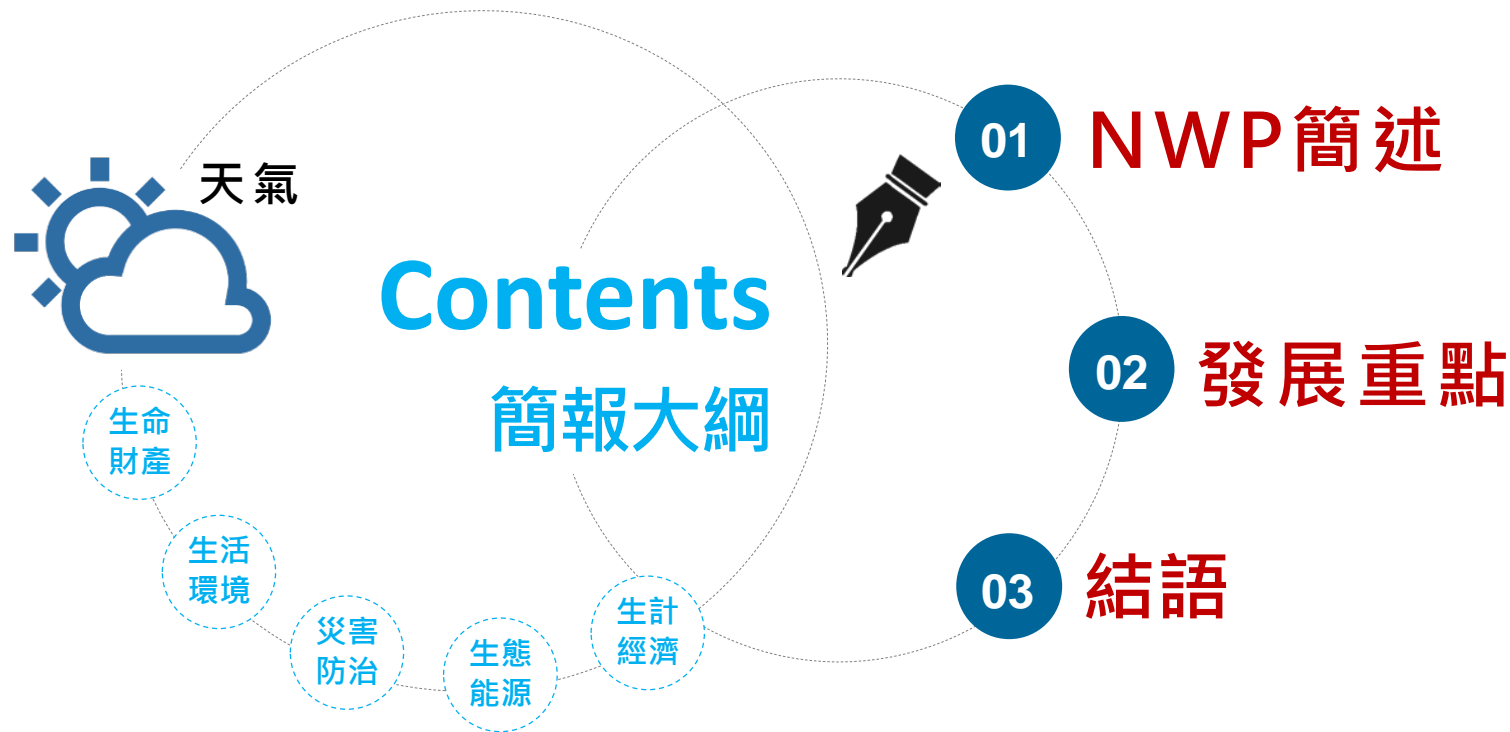 天氣
Contents
簡報大綱
生命
財產
生活
環境
災害
防治
生態
能源
生計
經濟
01
NWP簡述
02
發展重點
03
結語